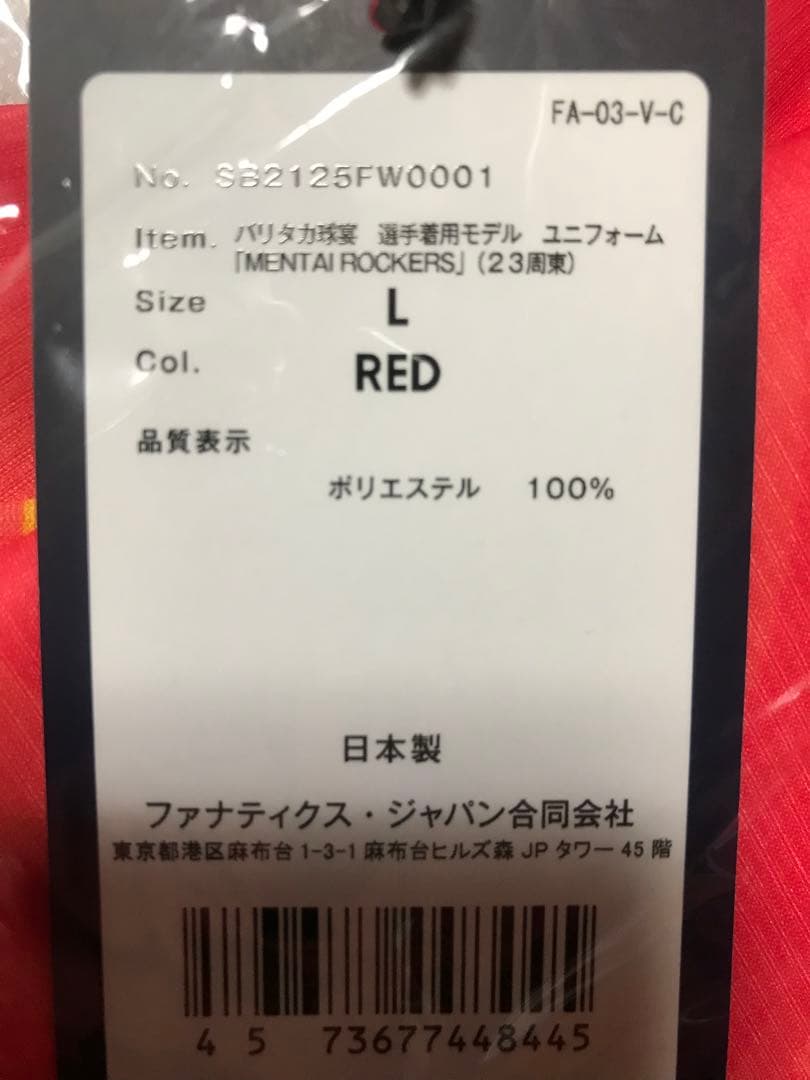 FA-03-V-C
No. SB2125FW0001
Item. バリタカ球宴 選手着用モデル ユニフォーム
「MENTAI ROCKERS」(23周東)
Size L
Col. RED
品質表示
ポリエステル 100%
日本製
ファナティクス・ジャパン合同会社
東京都港区麻布台1-3-1麻布台ヒルズ森JPタワー45階
45 73677448445